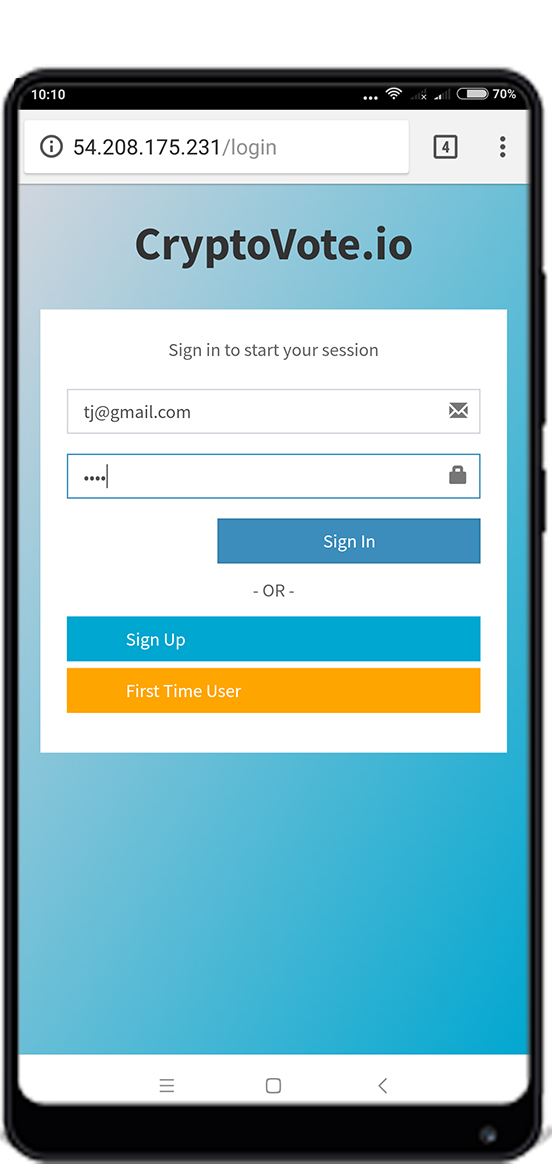 10:10
70%
54.208.175.231/login
4
CryptoVote.io
Sign in to start your session
tj@gmail.com
••••
Sign In
- OR -
Sign Up
First Time User